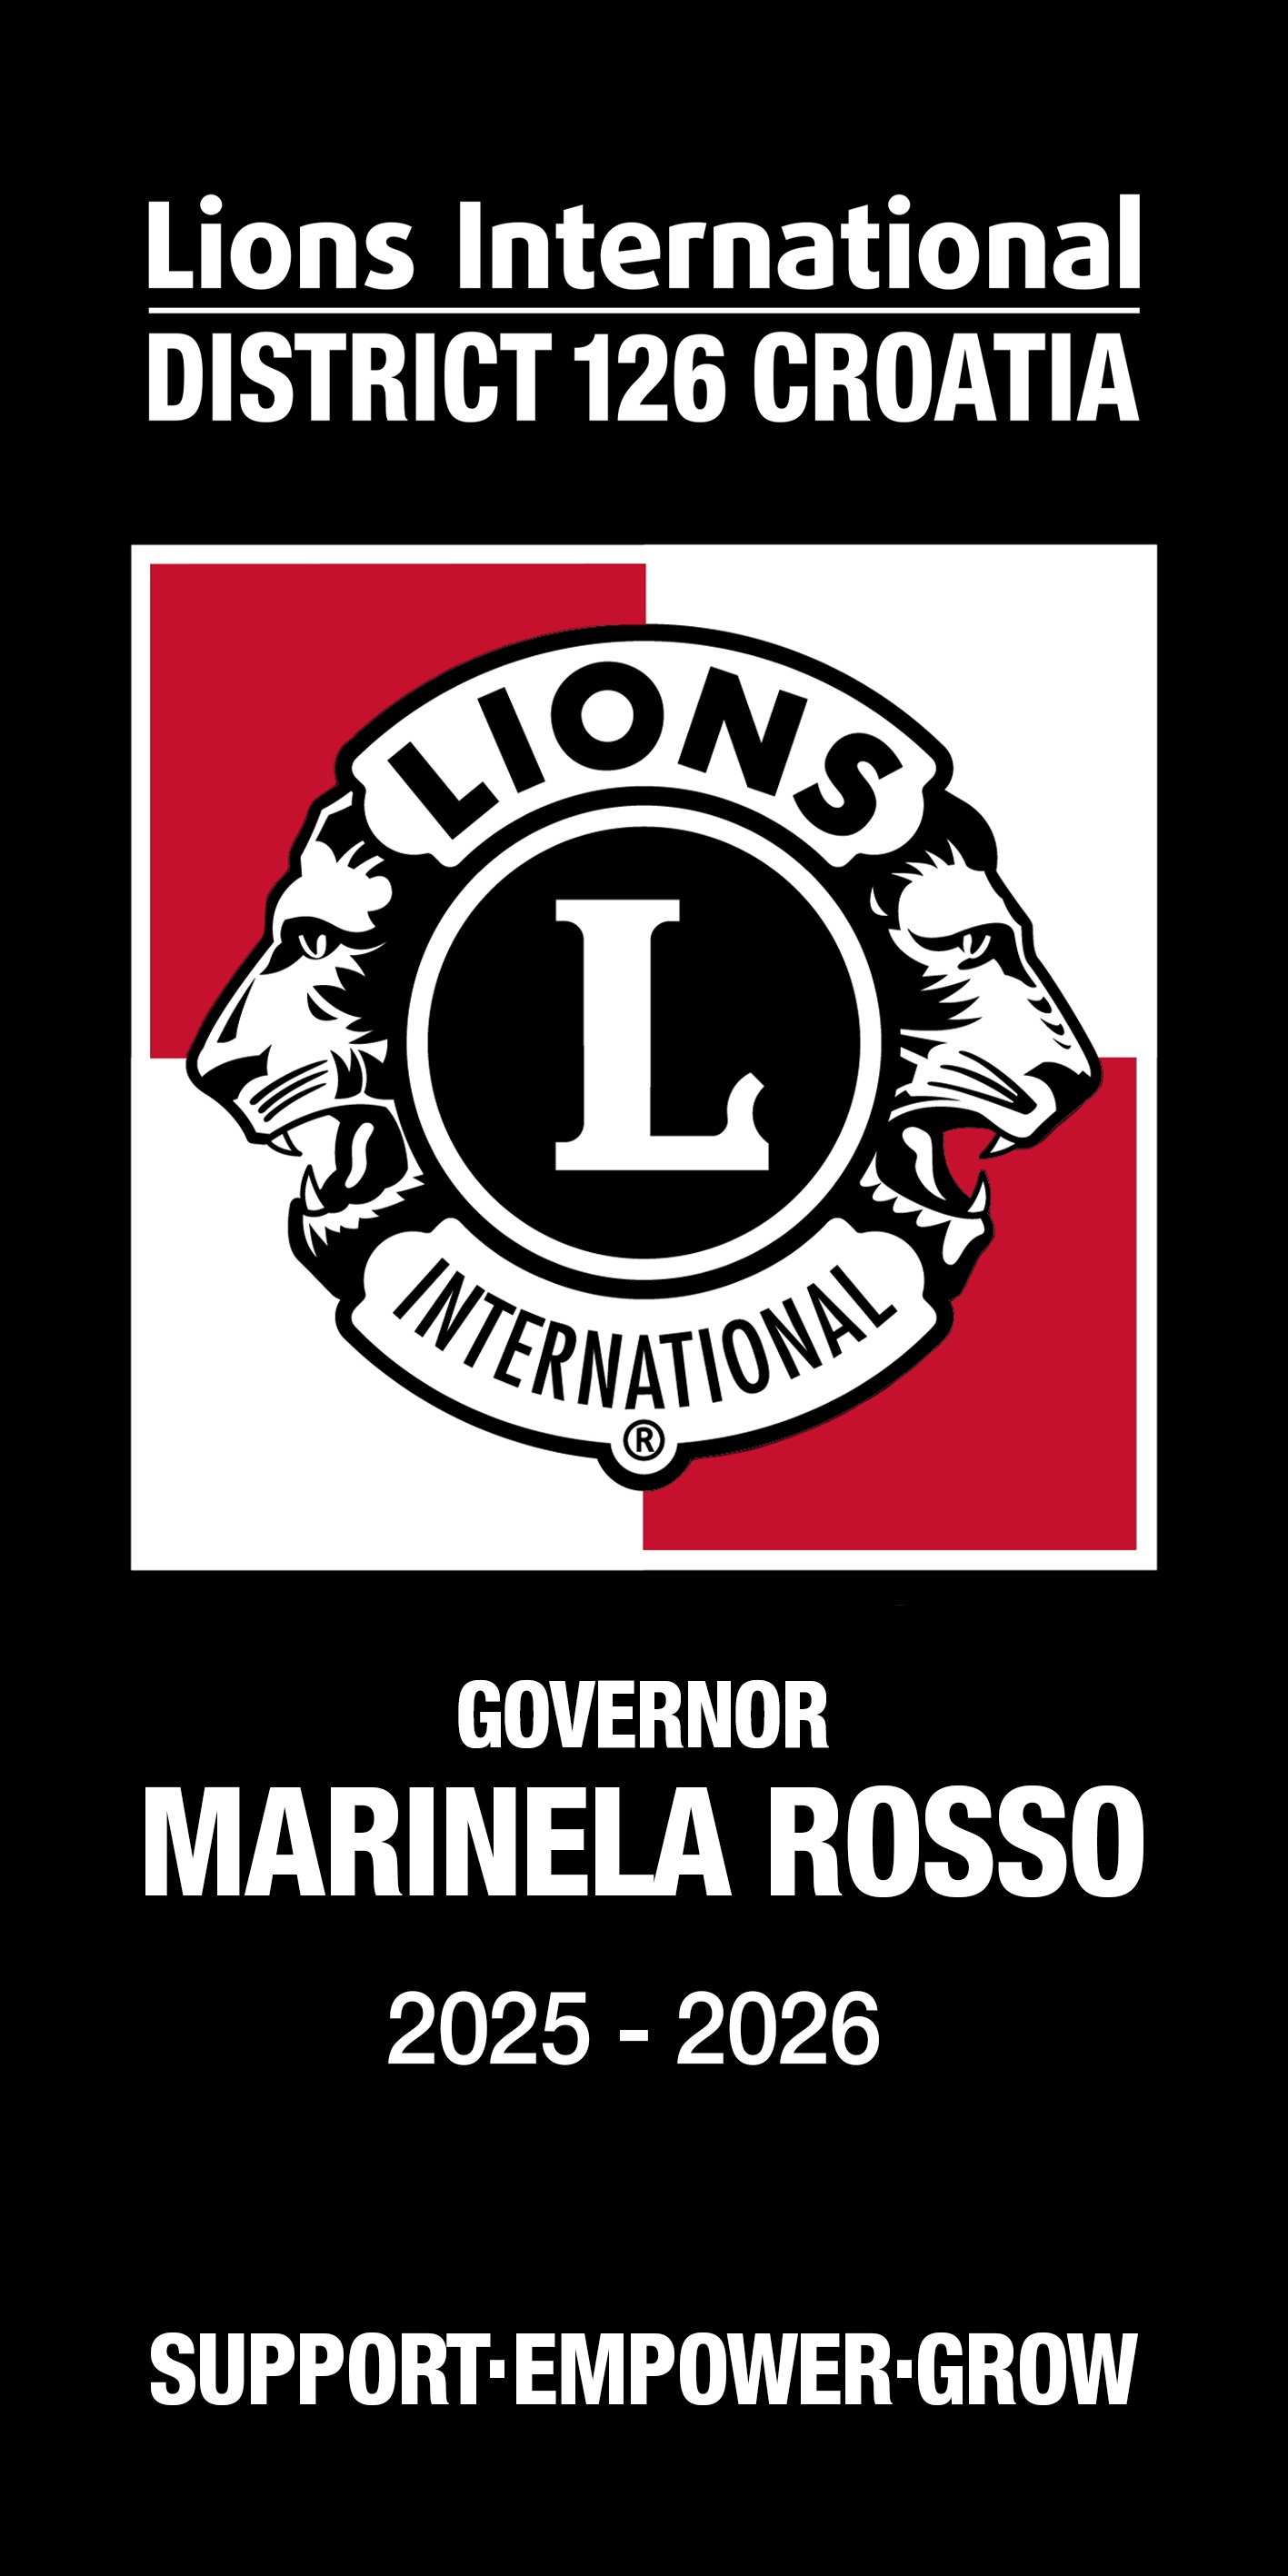 Lions International
DISTRICT 126 CROATIA
LIONS
L
INTERNATIONAL
®
GOVERNOR
MARINELA ROSSO
2025 - 2026
SUPPORT·EMPOWER·GROW